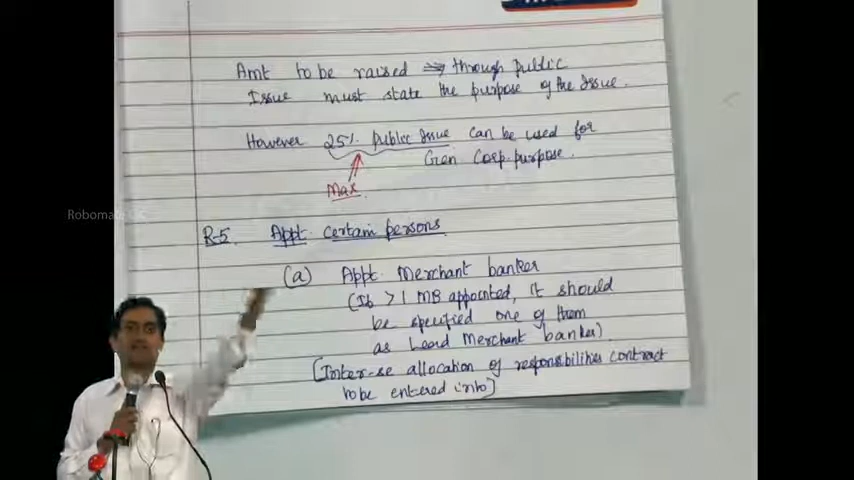 Amt to be raised ⇒ through public
Issue must state the purpose of the Issue.
However 25% public Issue can be used for
Gen Corp. purpose.
Max
R-5. Appt certain persons
(a) Appt. Merchant banker
(If > 1 MB appointed, it should
be specified one of them
as Lead Merchant banker)
[Inter-se allocation of responsibilities contract
to be entered into]